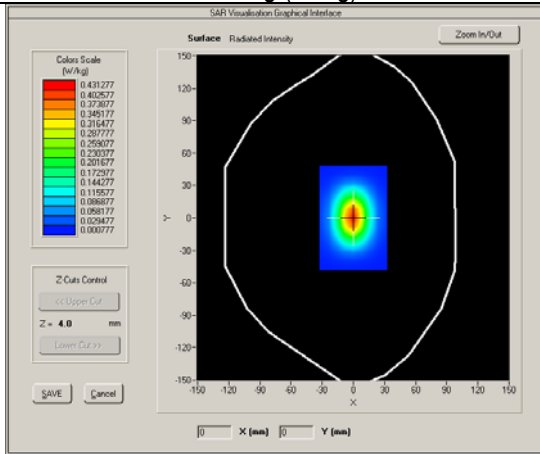 SAR Visualisation Graphical Interface
Surface Radiated Intensity
Zoom In/Out
Colors Scale
(W/kg)
0.431277
0.402577
0.373877
0.345177
0.316477
0.287777
0.259077
0.230377
0.201677
0.172977
0.144277
0.115577
0.086877
0.058177
0.029477
0.000777
150-
120-
90-
60-
30-
0-
-30-
-60-
-90-
-120-
-150-
Y
-150 -120 -90 -60 -30 0 30 60 90 120 150
X
Z Cuts Control
<< Upper Cut
Z = 4.0 mm
Lower Cut >>
SAVE Cancel
0 X (mm) 0 Y (mm)